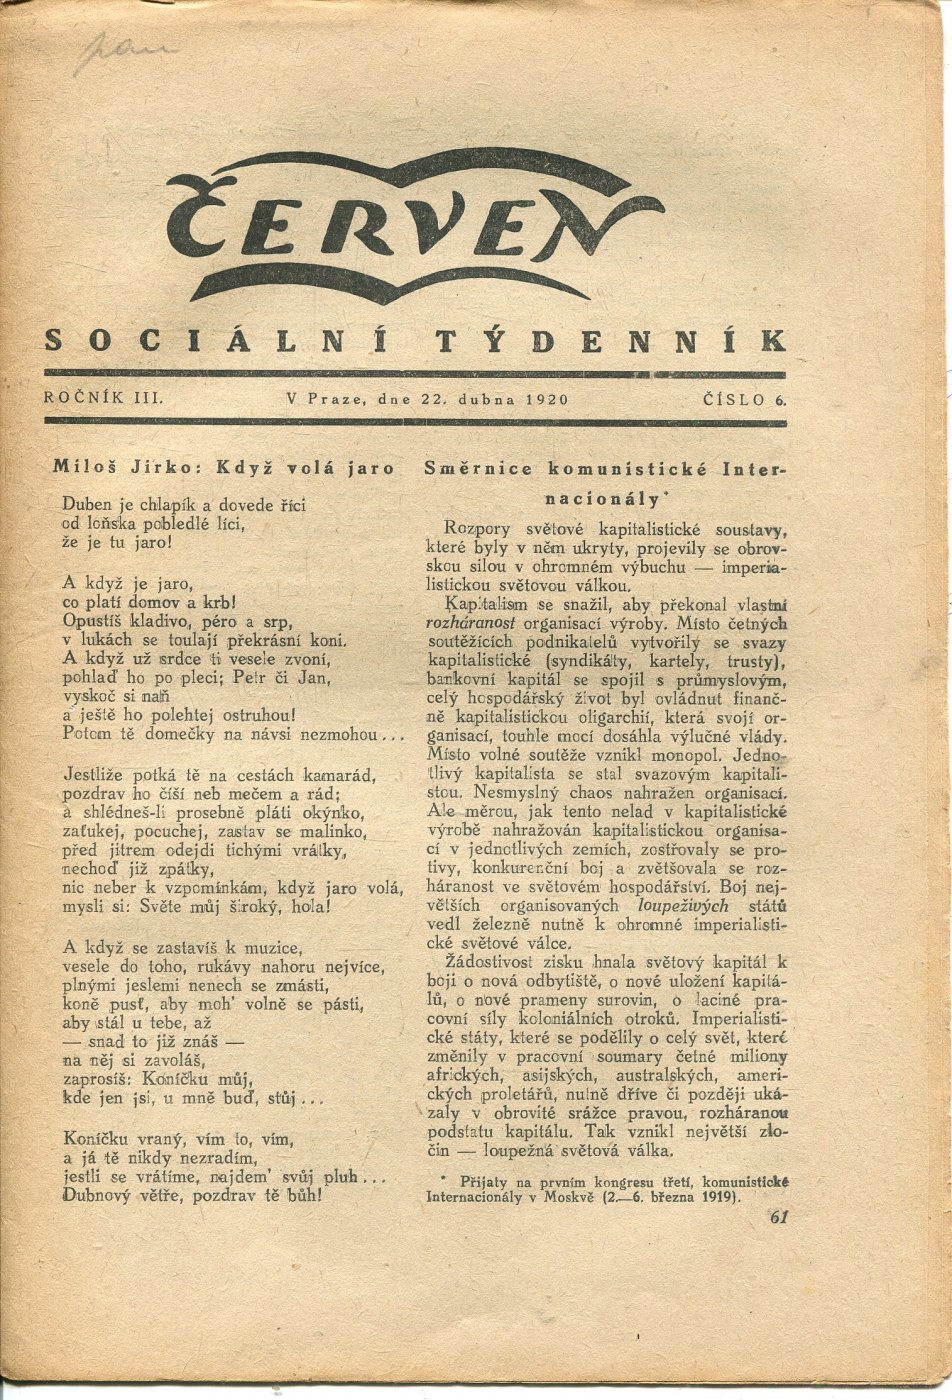 pan
ČERVEN
SOCIÁLNÍ TÝDENNÍK
ROČNÍK III. V Praze, dne 22. dubna 1920 ČÍSLO 6.
Miloš Jirko: Když volá jaro
Duben je chlapík a dovede říci
od loňska pobledlé líci,
že je tu jaro!
A když je jaro,
co platí domov a krb!
Opustíš kladivo, péro a srp,
v lukách se toulají překrásní koni.
A když už srdce ti vesele zvoní,
pohlaď ho po pleci; Petr či Jan,
vyskoč si naň
a ještě ho polehtej ostruhou!
Potom tě domečky na návsi nezmohou...
Jestliže potká tě na cestách kamarád,
pozdrav ho číší neb mečem a rád;
a shlédneš-li prosebně pláti okýnko,
zaťukej, pocuchej, zastav se malinko,
před jitrem odejdi tichými vrátky,
nechoď již zpátky,
nic neber k vzpomínkám, když jaro volá,
mysli si: Světe můj široký, hola!
A když se zastavíš k muzice,
vesele do toho, rukávy nahoru nejvíce,
plnými jeslemi nenech se zmásti,
koně pusť, aby moh' volně se pásti,
aby stál u tebe, až
— snad to již znáš —
na něj si zavoláš,
zaprosíš: Koníčku můj,
kde jen jsi, u mně buď, stůj...
Koníčku vraný, vím to, vím,
a já tě nikdy nezradím,
jestli se vrátíme, najdem' svůj pluh...
Dubnový větře, pozdrav tě bůh!
Směrnice komunistické Inter-
nacionály*
Rozpory světové kapitalistické soustavy,
které byly v něm ukryty, projevily se obrov-
skou silou v ohromném výbuchu — imperia-
listickou světovou válkou.
Kapitalism se snažil, aby překonal vlastní
rozháranost organisací výroby. Místo četných
soutěžících podnikatelů vytvořily se svazy
kapitalistické (syndikáty, kartely, trusty),
bankovní kapitál se spojil s průmyslovým,
celý hospodářský život byl ovládnut finanč-
ně kapitalistickou oligarchií, která svojí or-
ganisací, touhle mocí dosáhla výlučné vlády.
Místo volné soutěže vznikl monopol. Jedno-
tlivý kapitalista se stal svazovým kapitali-
stou. Nesmyslný chaos nahražen organisací.
Ale měrou, jak tento nelad v kapitalistické
výrobě nahražován kapitalistickou organisa-
cí v jednotlivých zemích, zostřovaly se pro-
tivy, konkurenční boj a zvětšovala se roz-
háranost ve světovém hospodářství. Boj nej-
větších organisovaných loupeživých států
vedl železně nutně k ohromné imperialisti-
cké světové válce.
Žádostivost zisku hnala světový kapitál k
boji o nová odbytiště, o nové uložení kapitá-
lů, o nové prameny surovin, o laciné pra-
covní síly koloniálních otroků. Imperialisti-
cké státy, které se podělily o celý svět, které
změnily v pracovní soumary četné miliony
afrických, asijských, australských, ameri-
ckých proletářů, nutně dříve či později uká-
zaly v obrovité srážce pravou, rozháranou
podstatu kapitálu. Tak vznikl největší zlo-
čin — loupežná světová válka.
* Přijaty na prvním kongresu třetí, komunistické
Internacionály v Moskvě (2.—6. března 1919).
61